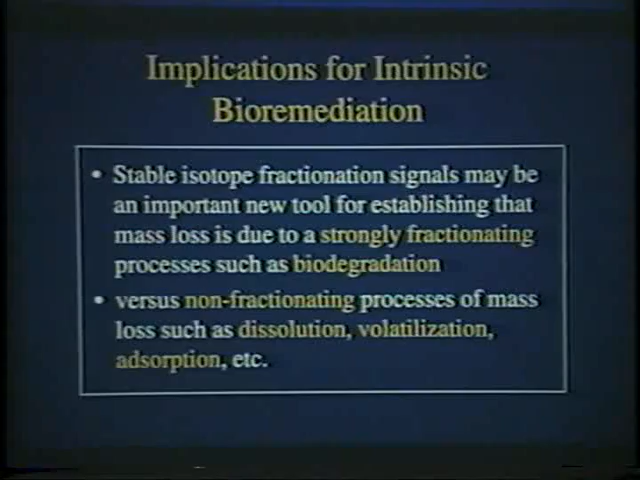 Implications for Intrinsic
Bioremediation
• Stable isotope fractionation signals may be
an important new tool for establishing that
mass loss is due to a strongly fractionating
processes such as biodegradation
• versus non-fractionating processes of mass
loss such as dissolution, volatilization,
adsorption, etc.